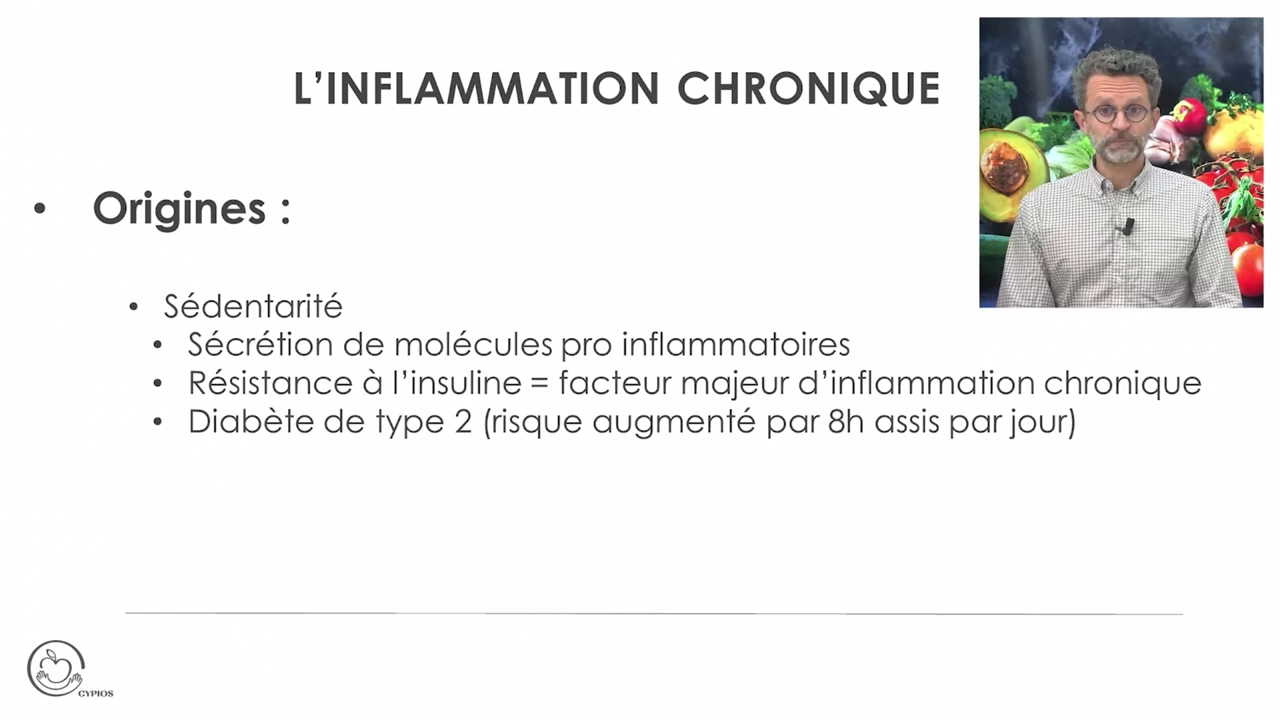 L’INFLAMMATION CHRONIQUE
• Origines :
• Sédentarité
• Sécrétion de molécules pro inflammatoires
• Résistance à l’insuline = facteur majeur d’inflammation chronique
• Diabète de type 2 (risque augmenté par 8h assis par jour)
CYPIOS